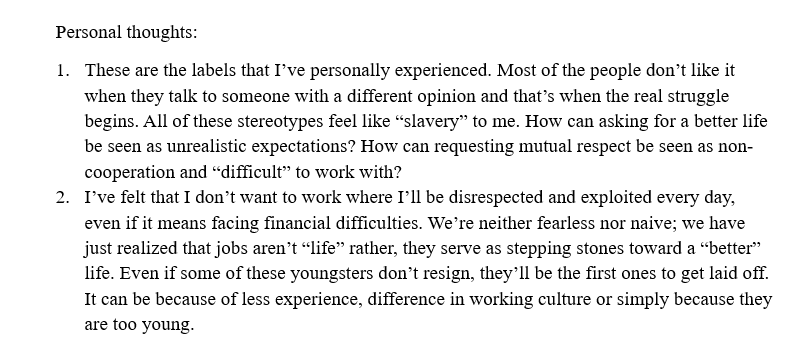 Personal thoughts:
1. These are the labels that I’ve personally experienced. Most of the people don’t like it
when they talk to someone with a different opinion and that’s when the real struggle
begins. All of these stereotypes feel like “slavery” to me. How can asking for a better life
be seen as unrealistic expectations? How can requesting mutual respect be seen as non-
cooperation and “difficult” to work with?
2. I’ve felt that I don’t want to work where I’ll be disrespected and exploited every day,
even if it means facing financial difficulties. We’re neither fearless nor naive; we have
just realized that jobs aren’t “life” rather, they serve as stepping stones toward a “better”
life. Even if some of these youngsters don’t resign, they’ll be the first ones to get laid off.
It can be because of less experience, difference in working culture or simply because they
are too young.